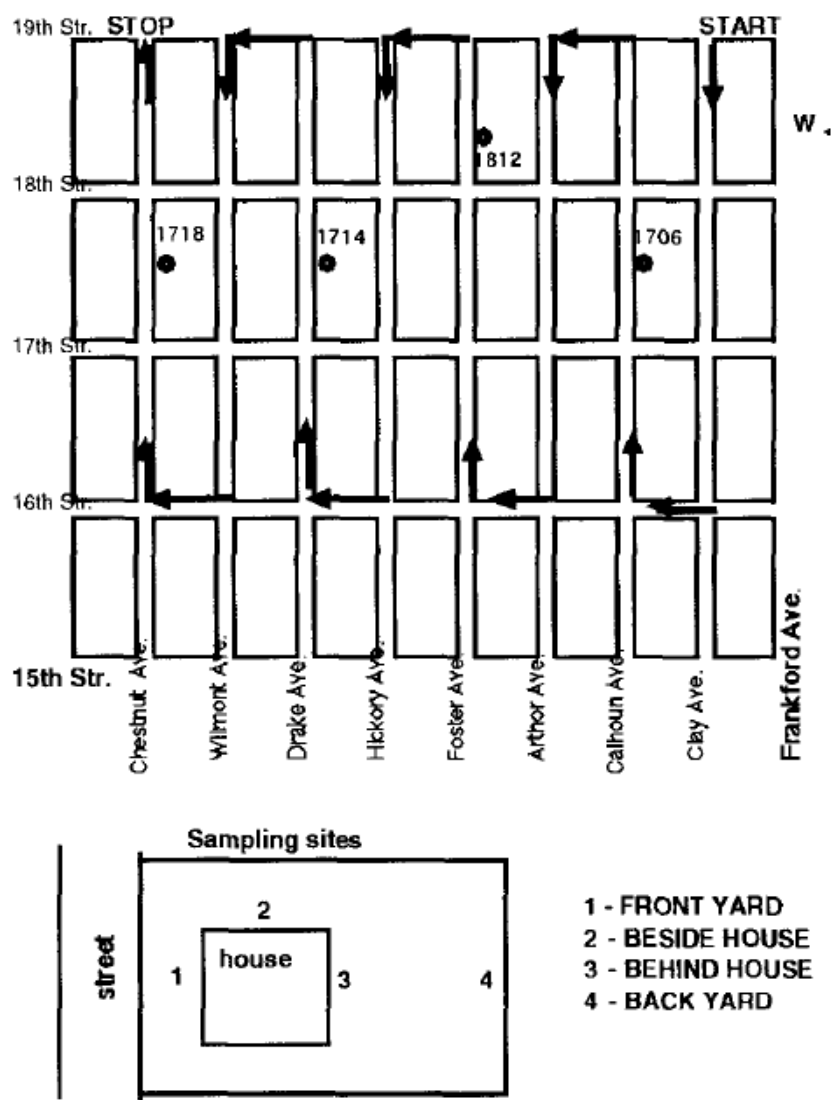 19th Str. STOP START
W .
1812
18th Str.
1718 1714 1706
17th Str.
16th Str.
15th Str.
Chestnut Ave.
Wilmont Ave.
Drake Ave.
Hickory Ave.
Foster Ave
Arthor Ave.
Calhoun Ave.
Clay Ave.
Frankford Ave.
Sampling sites
street
house
1
2
3
4
1 - FRONT YARD
2 - BESIDE HOUSE
3 - BEHIND HOUSE
4 - BACK YARD